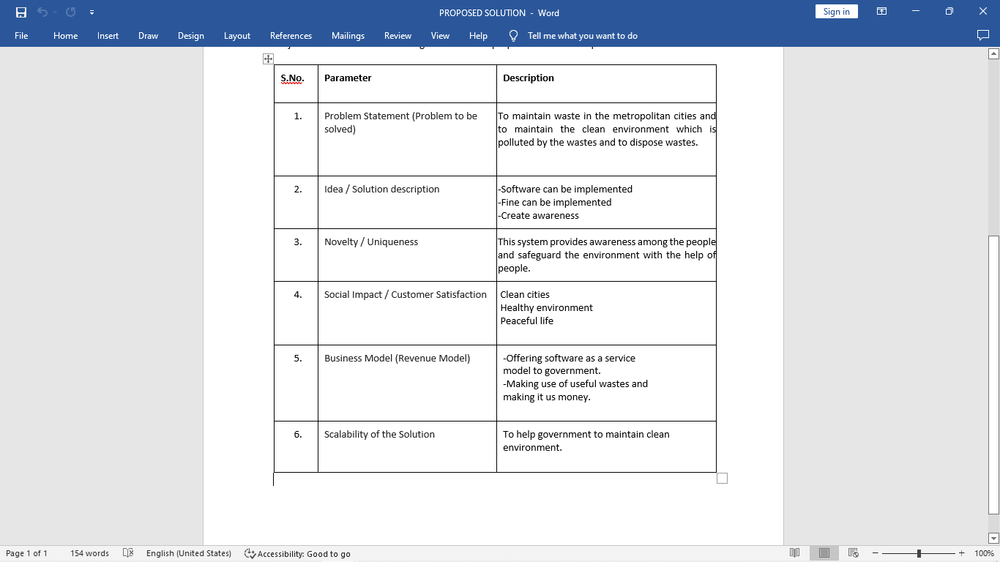 PROPOSED SOLUTION - Word
Sign in
File Home Insert Draw Design Layout References Mailings Review View Help Tell me what you want to do
S.No. Parameter Description
1. Problem Statement (Problem to be solved)
To maintain waste in the metropolitan cities and
to maintain the clean environment which is
polluted by the wastes and to dispose wastes.
2. Idea / Solution description
-Software can be implemented
-Fine can be implemented
-Create awareness
3. Novelty / Uniqueness
This system provides awareness among the people
and safeguard the environment with the help of
people.
4. Social Impact / Customer Satisfaction
Clean cities
Healthy environment
Peaceful life
5. Business Model (Revenue Model)
-Offering software as a service
model to government.
-Making use of useful wastes and
making it us money.
6. Scalability of the Solution
To help government to maintain clean
environment.
Page 1 of 1 154 words English (United States) Accessibility: Good to go 100%